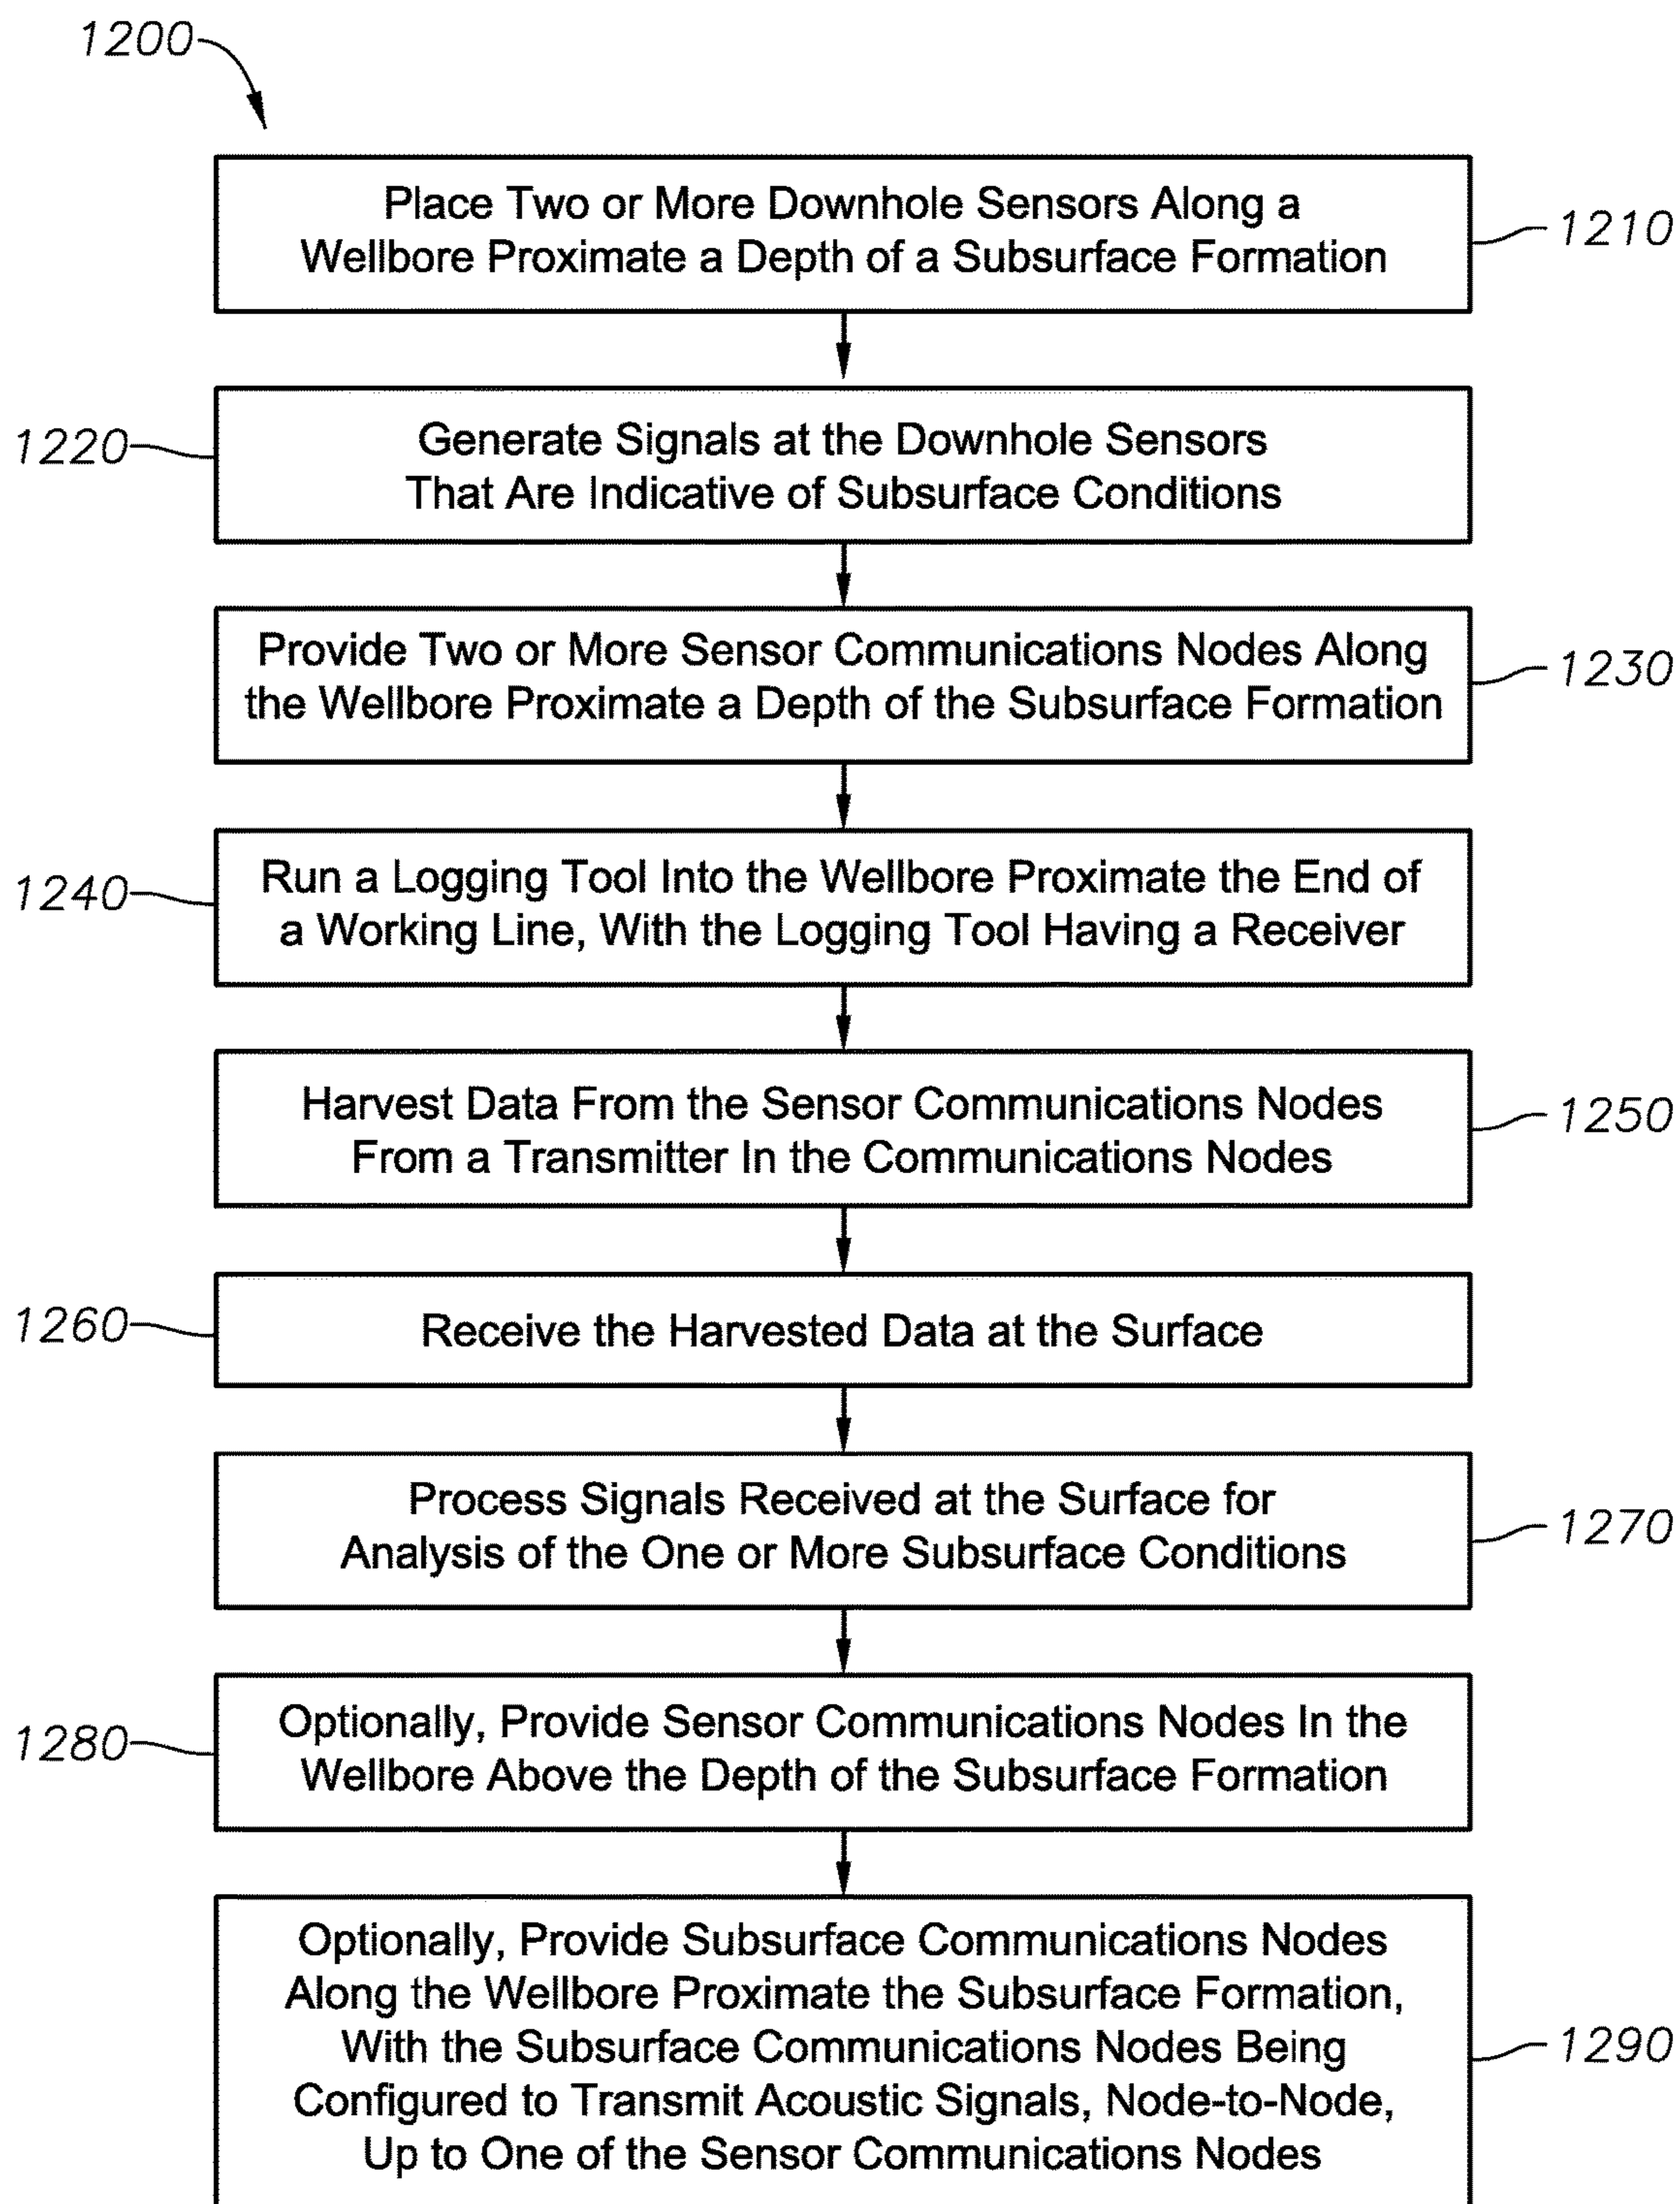 1200
Place Two or More Downhole Sensors Along a
Wellbore Proximate a Depth of a Subsurface Formation
1210
1220
Generate Signals at the Downhole Sensors
That Are Indicative of Subsurface Conditions
Provide Two or More Sensor Communications Nodes Along
the Wellbore Proximate a Depth of the Subsurface Formation
1230
1240
Run a Logging Tool Into the Wellbore Proximate the End of
a Working Line, With the Logging Tool Having a Receiver
Harvest Data From the Sensor Communications Nodes
From a Transmitter In the Communications Nodes
1250
1260
Receive the Harvested Data at the Surface
Process Signals Received at the Surface for
Analysis of the One or More Subsurface Conditions
1270
1280
Optionally, Provide Sensor Communications Nodes In the
Wellbore Above the Depth of the Subsurface Formation
Optionally, Provide Subsurface Communications Nodes
Along the Wellbore Proximate the Subsurface Formation,
With the Subsurface Communications Nodes Being
Configured to Transmit Acoustic Signals, Node-to-Node,
Up to One of the Sensor Communications Nodes
1290